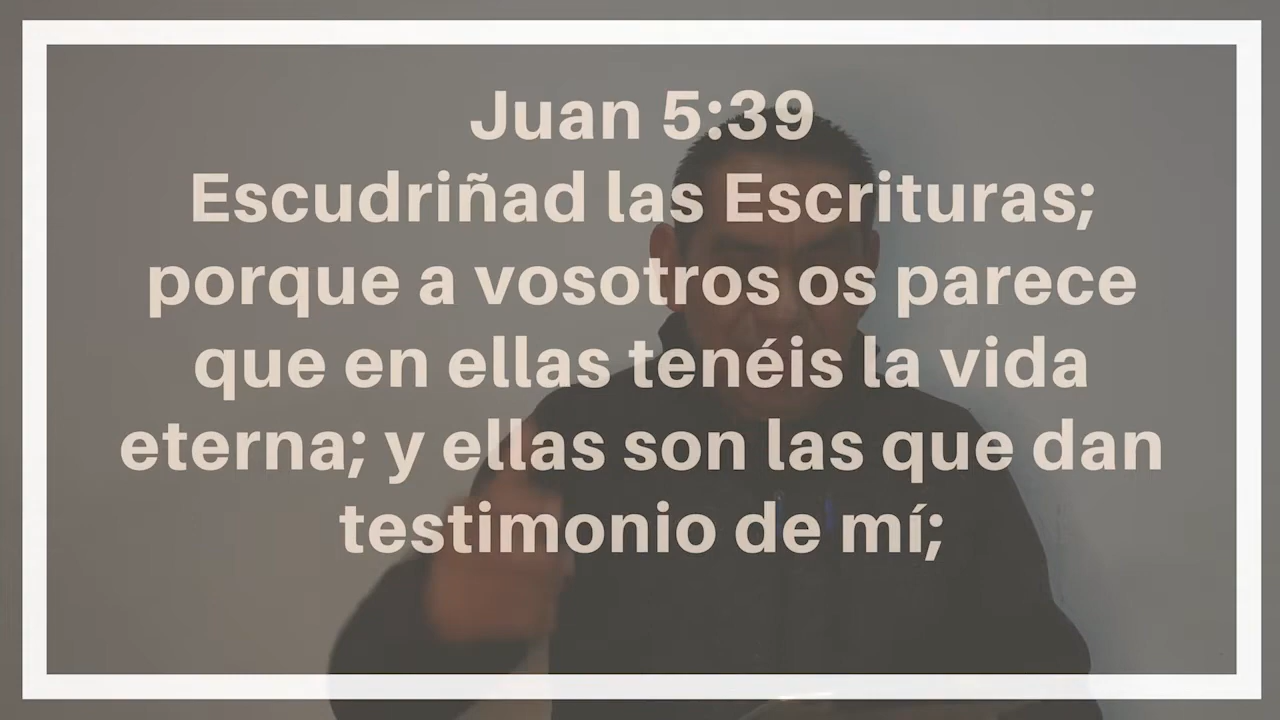 Juan 5:39
Escudriñad las Escrituras;
porque a vosotros os parece
que en ellas tenéis la vida
eterna; y ellas son las que dan
testimonio de mí;